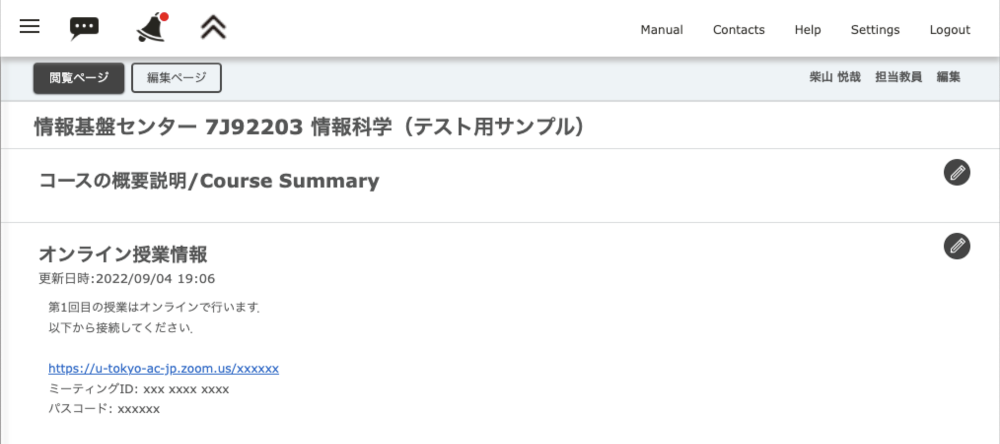 Manual Contacts Help Settings Logout
閲覧ページ 編集ページ 柴山 悦哉 担当教員 編集
情報基盤センター 7J92203 情報科学（テスト用サンプル）
コースの概要説明/Course Summary
オンライン授業情報
更新日時:2022/09/04 19:06
第1回目の授業はオンラインで行います.
以下から接続してください.
https://u-tokyo-ac-jp.zoom.us/xxxxxx
ミーティングID: xxx xxxx xxxx
パスコード: xxxxxx